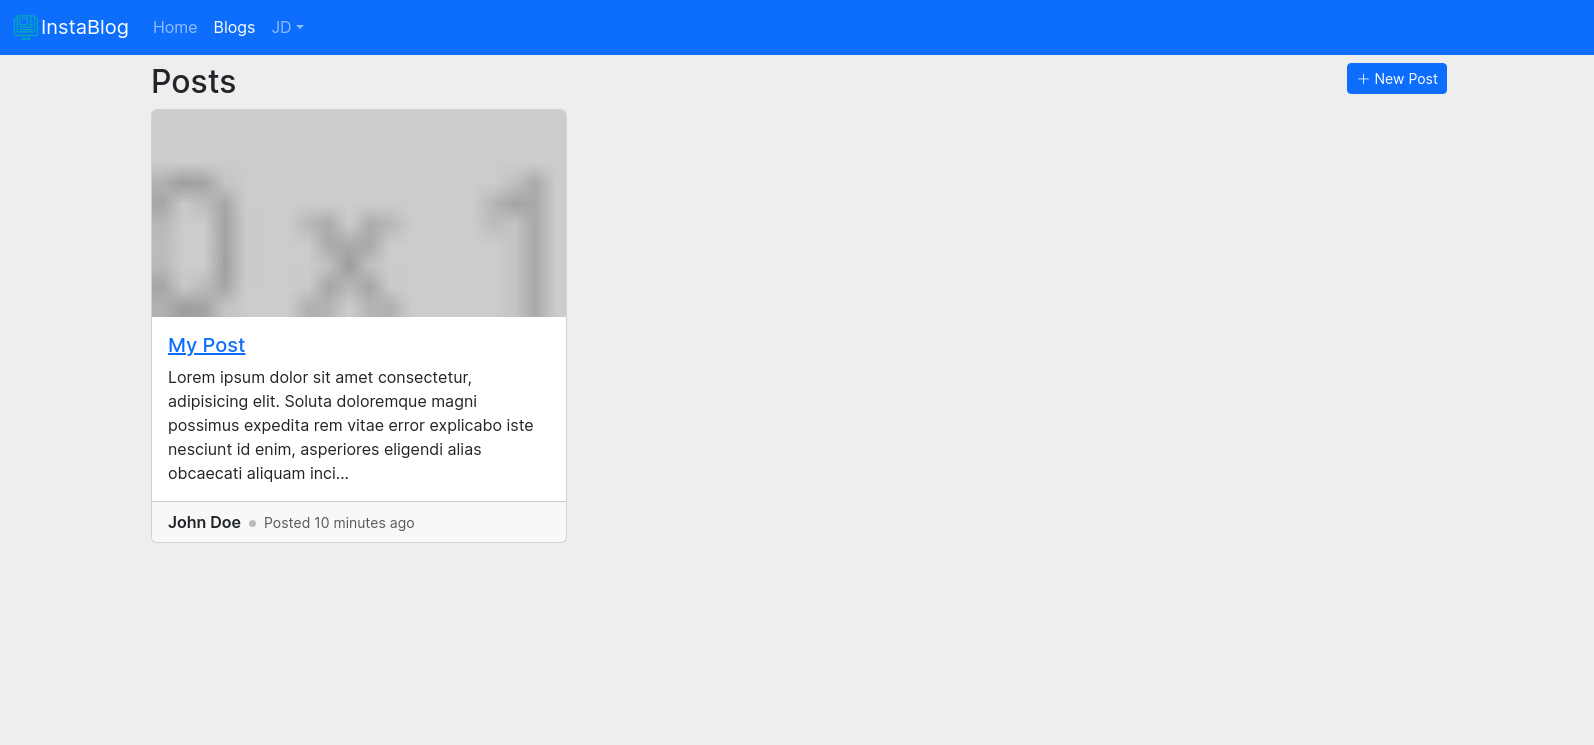 InstaBlog Home Blogs JD
Posts
+ New Post
0 x 1
My Post
Lorem ipsum dolor sit amet consectetur,
adipisicing elit. Soluta doloremque magni
possimus expedita rem vitae error explicabo iste
nesciunt id enim, asperiores eligendi alias
obcaecati aliquam inci...
John Doe Posted 10 minutes ago